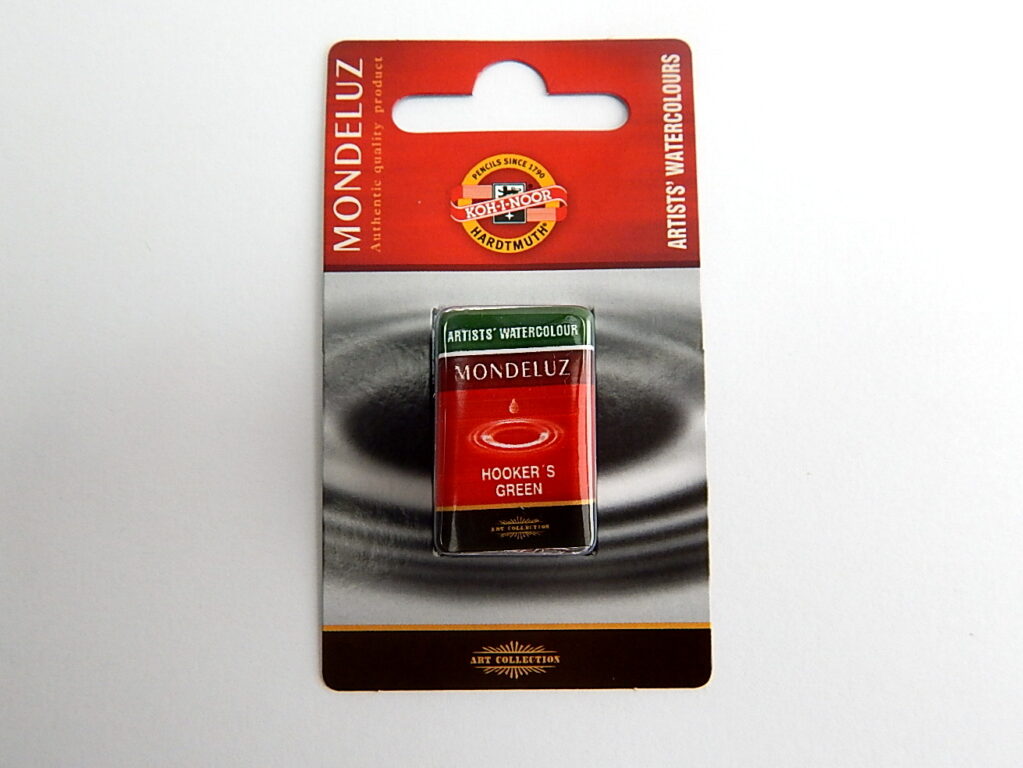 MONDELUZ
Authentic quality product
ARTISTS' WATERCOLOURS
PENCILS SINCE 1790
KOH-I-NOOR
HARDTMUTH®
ARTISTS' WATERCOLOUR
MONDELUZ
HOOKER´S
GREEN
ART COLLECTION
ART COLLECTION